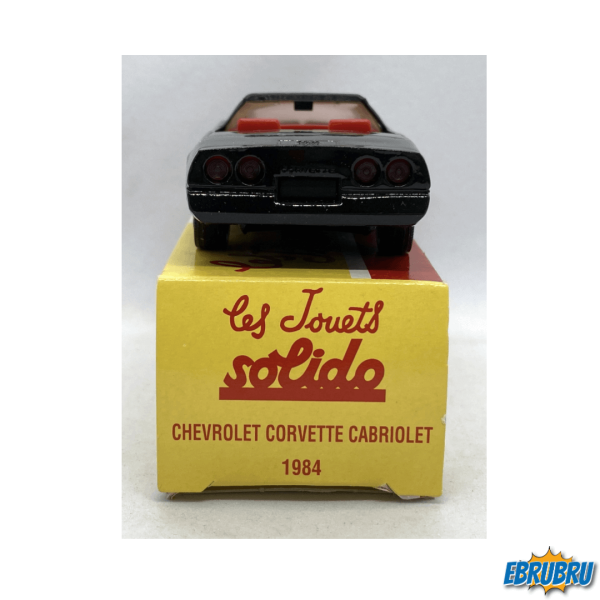 Les Jouets
solido
CHEVROLET CORVETTE CABRIOLET
1984
EBRUBRU